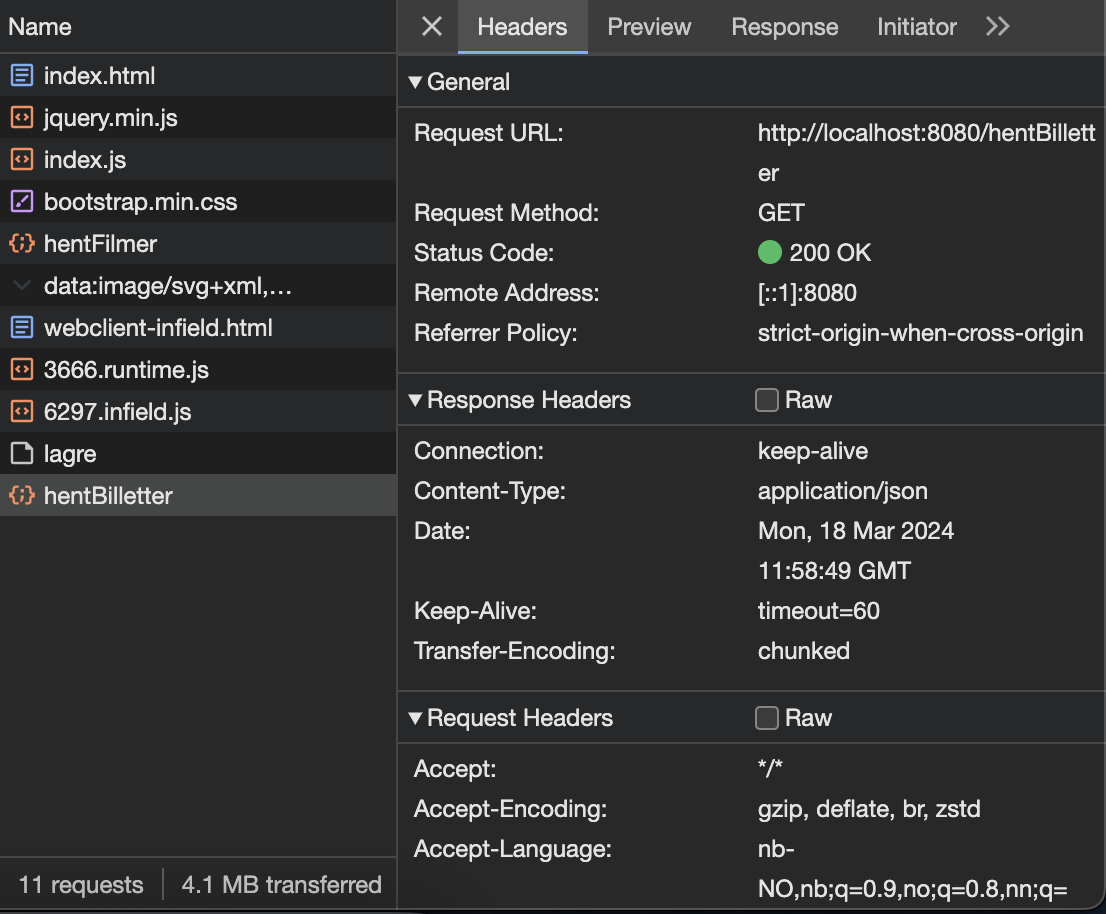 Name
index.html
jquery.min.js
index.js
bootstrap.min.css
hentFilmer
data:image/svg+xml,…
webclient-infield.html
3666.runtime.js
6297.infield.js
lagre
hentBilletter
11 requests 4.1 MB transferred
Headers Preview Response Initiator
General
Request URL: http://localhost:8080/hentBillett
er
Request Method: GET
Status Code: 200 OK
Remote Address: [::1]:8080
Referrer Policy: strict-origin-when-cross-origin
Response Headers Raw
Connection: keep-alive
Content-Type: application/json
Date: Mon, 18 Mar 2024
11:58:49 GMT
Keep-Alive: timeout=60
Transfer-Encoding: chunked
Request Headers Raw
Accept: */*
Accept-Encoding: gzip, deflate, br, zstd
Accept-Language: nb-
NO,nb;q=0.9,no;q=0.8,nn;q=